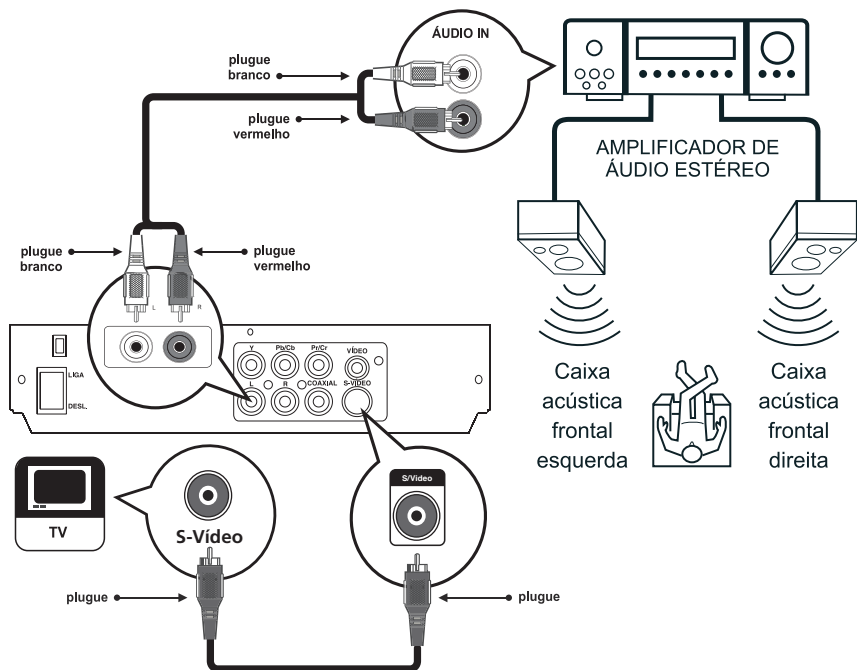 ÁUDIO IN
plugue
branco
plugue
vermelho
AMPLIFICADOR DE
ÁUDIO ESTÉREO
plugue
branco
plugue
vermelho
L
R
LIGA
DESL.
Y
Pb/Cb
Pr/Cr
VÍDEO
L
R
COAXIAL
S-VIDEO
Caixa
acústica
frontal
esquerda
Caixa
acústica
frontal
direita
TV
S-Vídeo
S/Video
plugue
plugue